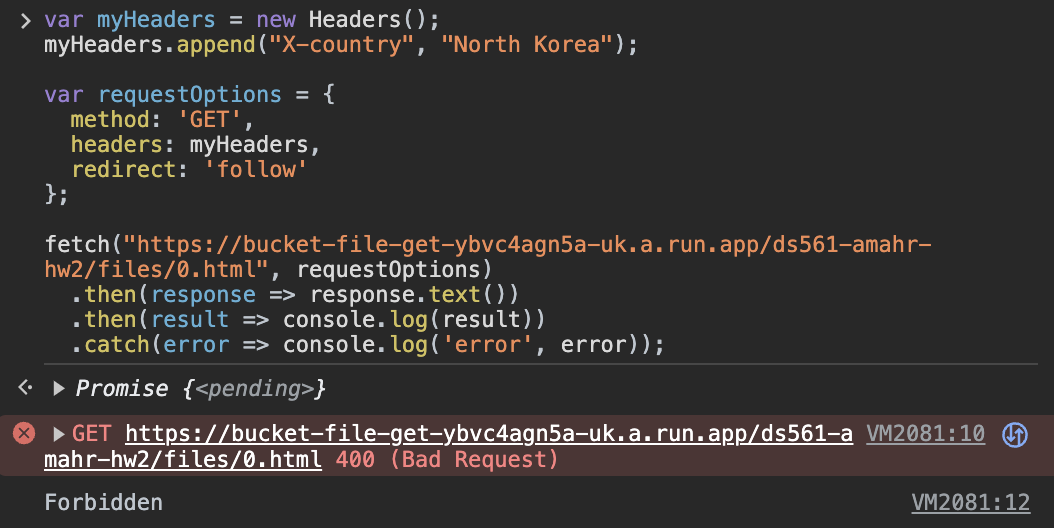 var myHeaders = new Headers();
myHeaders.append("X-country", "North Korea");
var requestOptions = {
  method: 'GET',
  headers: myHeaders,
  redirect: 'follow'
};
fetch("https://bucket-file-get-ybvc4agn5a-uk.a.run.app/ds561-amahr-
hw2/files/0.html", requestOptions)
  .then(response => response.text())
  .then(result => console.log(result))
  .catch(error => console.log('error', error));
Promise {<pending>}
GET https://bucket-file-get-ybvc4agn5a-uk.a.run.app/ds561-a VM2081:10
mahr-hw2/files/0.html 400 (Bad Request)
Forbidden VM2081:12